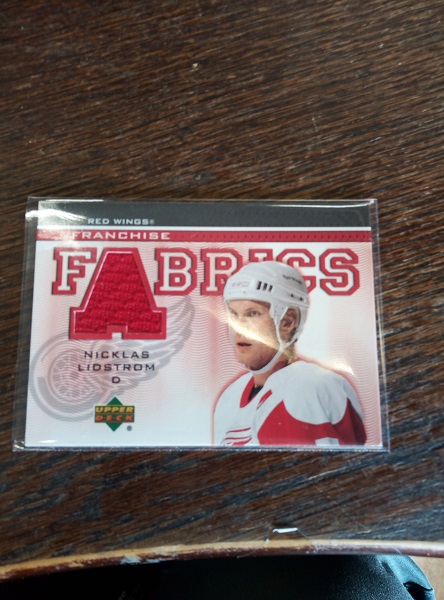 RED WINGS®
FRANCHISE
FABRICS
NICKLAS
LIDSTROM
D
UPPER
DECK
®